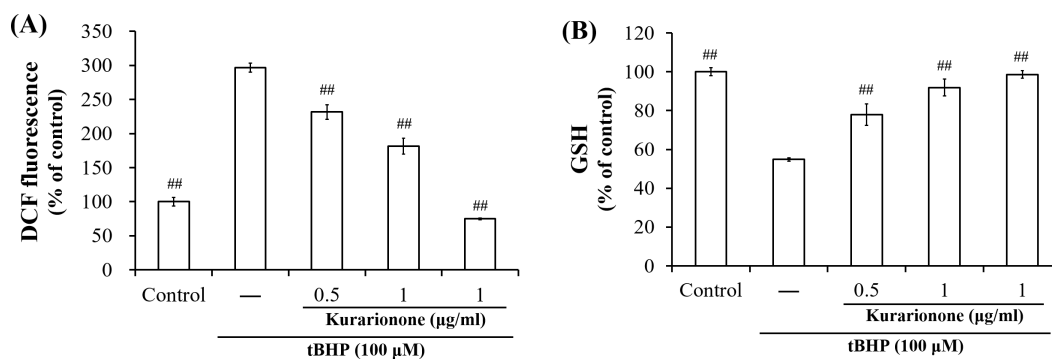 (A)
DCF fluorescence
(% of control)
350
300
250
200
150
100
50
0
##
##
##
##
Control
—
0.5
1
1
Kurarionone (μg/ml)
tBHP (100 μM)
(B)
GSH
(% of control)
120
100
80
60
40
20
0
##
##
##
##
Control
—
0.5
1
1
Kurarionone (μg/ml)
tBHP (100 μM)